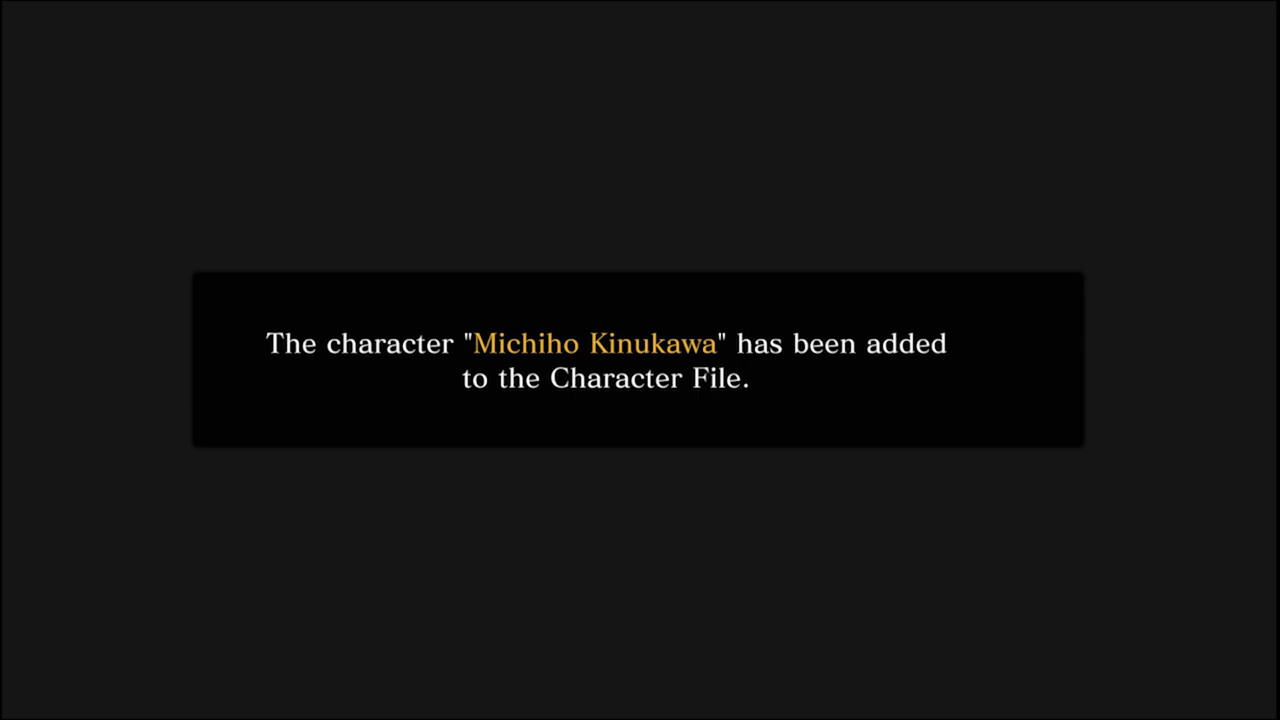 The character "Michiho Kinukawa" has been added
to the Character File.